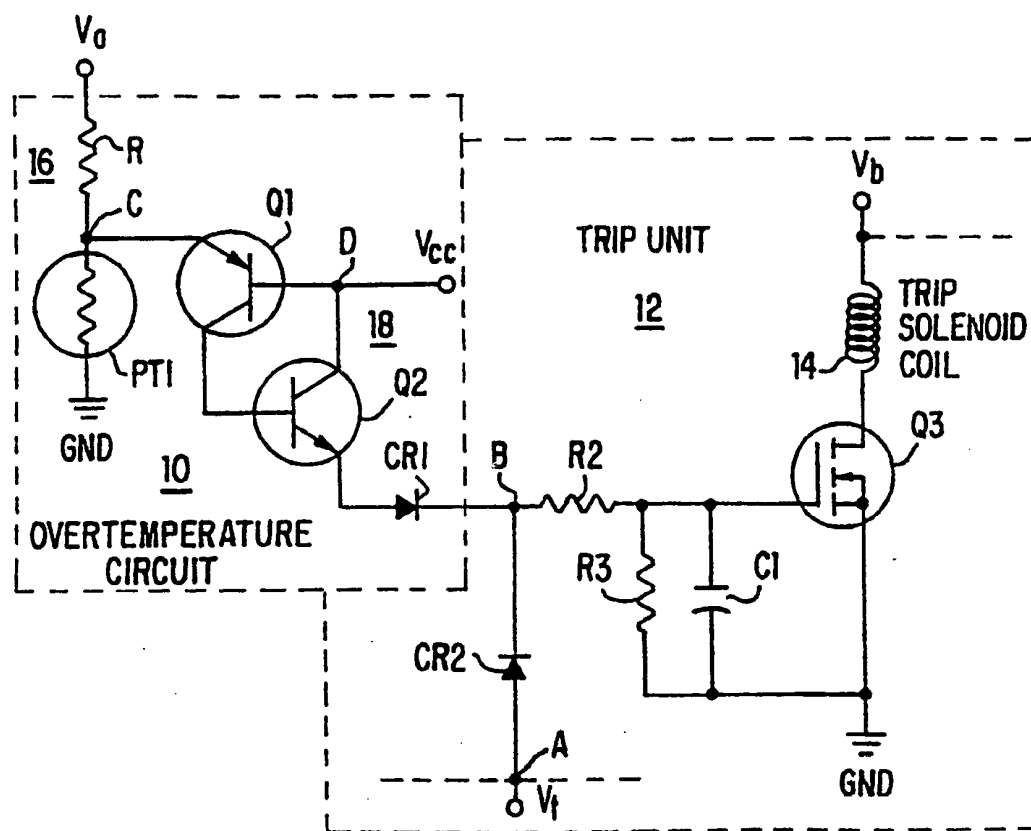 Va
16
R
C
Q1
D
Vcc
PT1
GND
18
Q2
10
OVERTEMPERATURE
CIRCUIT
CR1
B
R2
TRIP UNIT
12
Vb
TRIP
SOLENOID
COIL
14
Q3
R3
C1
CR2
A
Vt
GND